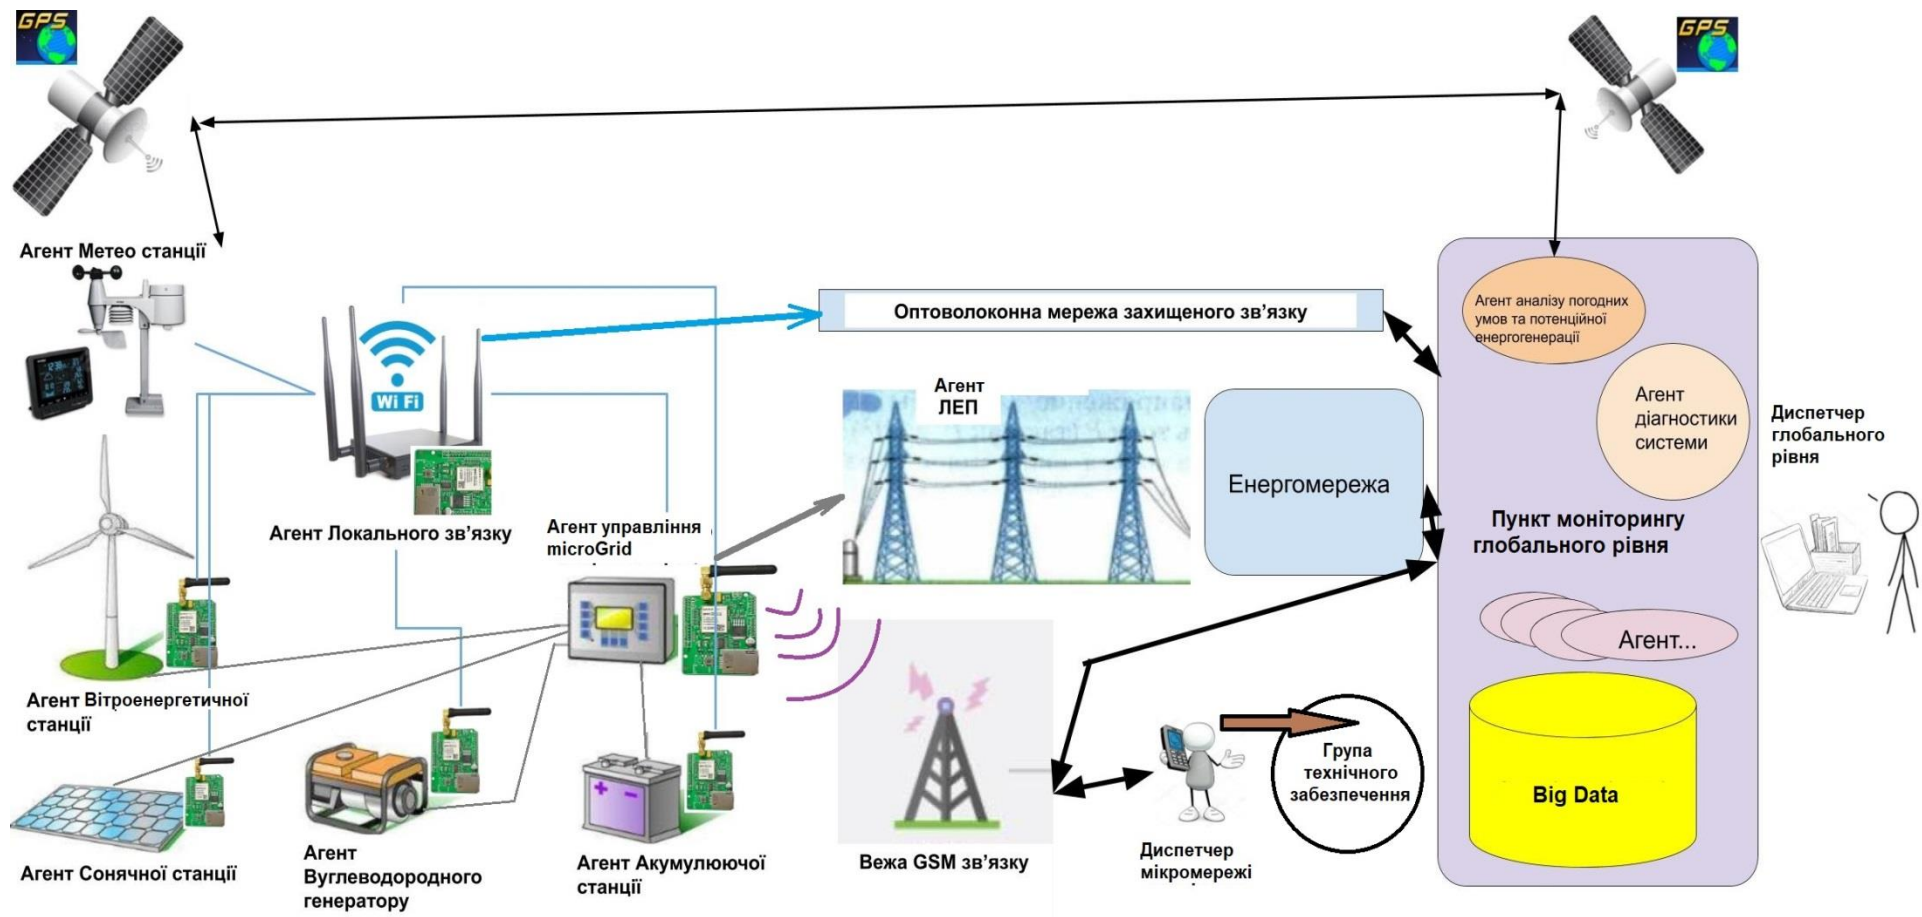 GPS
GPS
Агент Метео станції
Wi Fi
Оптоволоконна мережа захищеного зв’язку
Агент аналізу погодних
умов та потенційної
енергогенерації
Агент
ЛЕП
Агент
діагностики
системи
Диспетчер
глобального
рівня
Енергомережа
Агент Локального зв’язку
Агент управління
microGrid
Пункт моніторингу
глобального рівня
Агент...
Агент Вітроенергетичної
станції
Група
технічного
забезпечення
Big Data
Агент Сонячної станції
Агент
Вуглеводородного
генератору
Агент Акумулюючої
станції
Вежа GSM зв’язку
Диспетчер
мікромережі